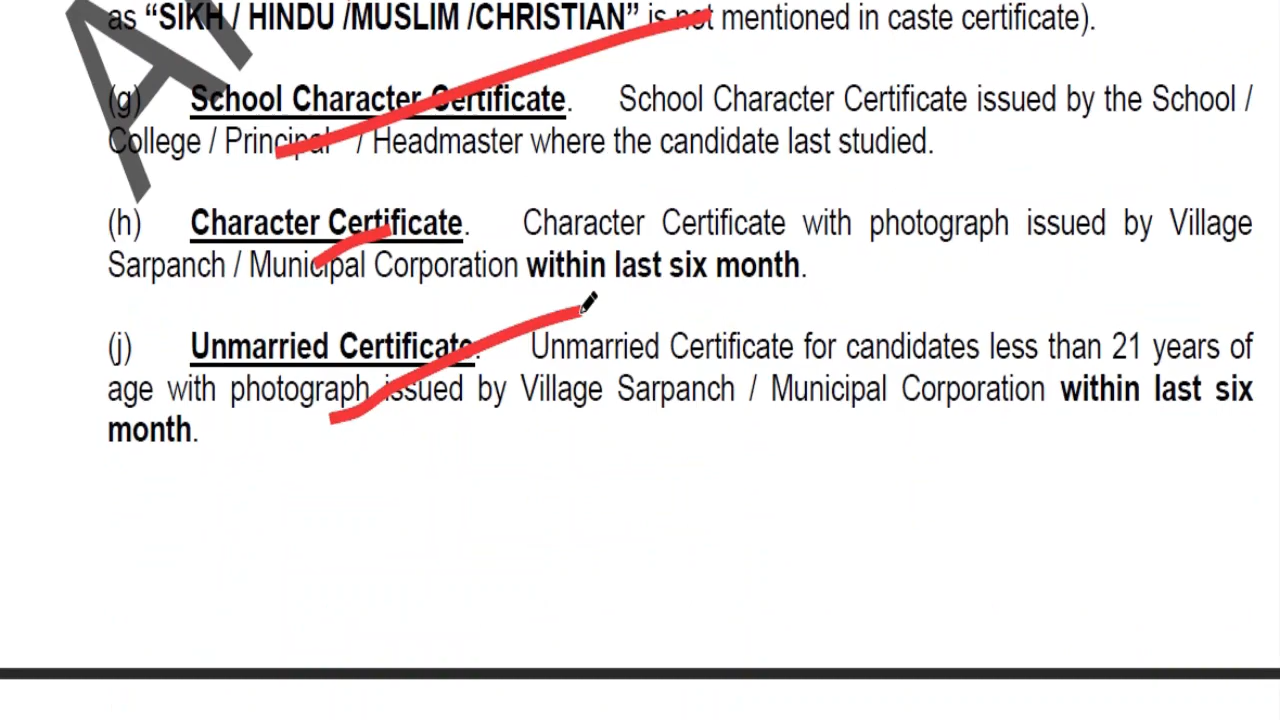 as “SIKH / HINDU /MUSLIM /CHRISTIAN” is not mentioned in caste certificate).
(g) School Character Certificate. School Character Certificate issued by the School /
College / Principal / Headmaster where the candidate last studied.
(h) Character Certificate. Character Certificate with photograph issued by Village
Sarpanch / Municipal Corporation within last six month.
(j) Unmarried Certificate. Unmarried Certificate for candidates less than 21 years of
age with photograph issued by Village Sarpanch / Municipal Corporation within last six
month.